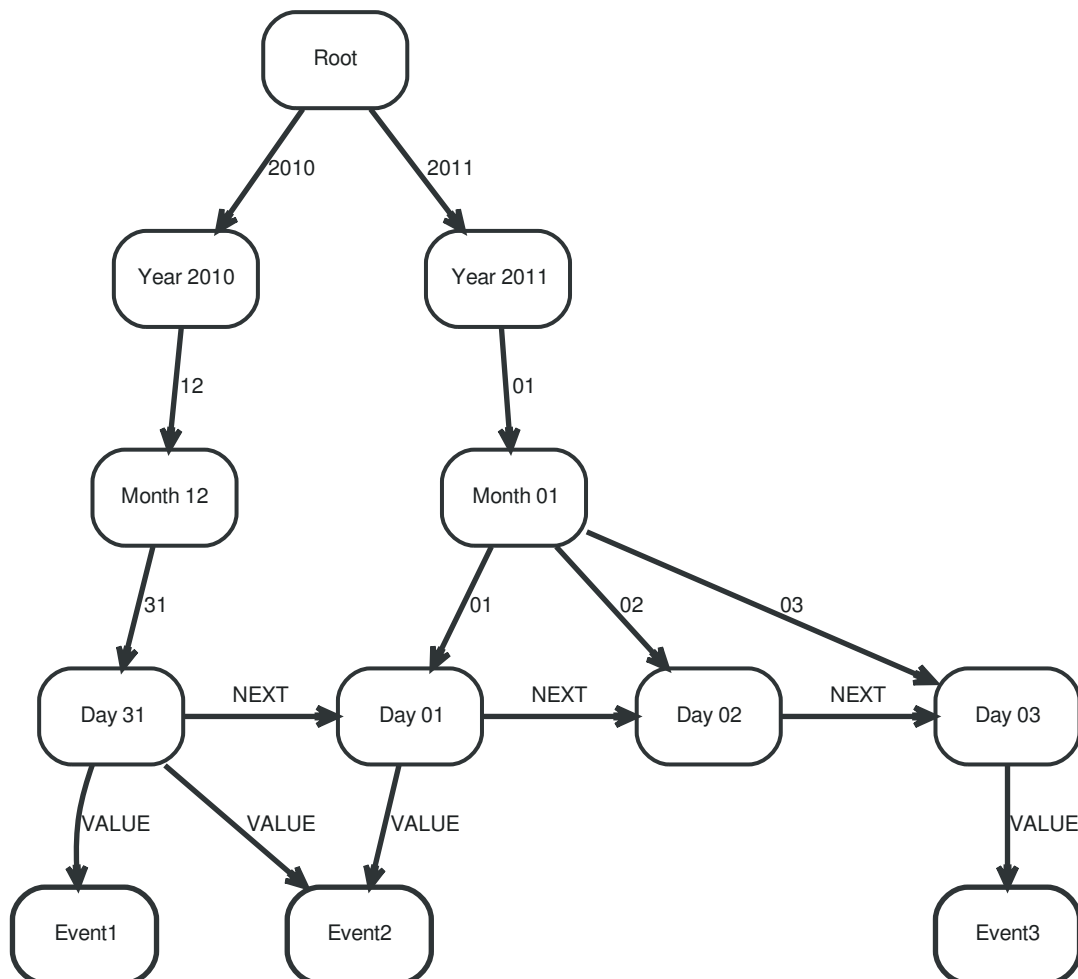 Root
2010
2011
Year 2010
Year 2011
12
01
Month 12
Month 01
31
01
02
03
Day 31
NEXT
Day 01
NEXT
Day 02
NEXT
Day 03
VALUE
VALUE
VALUE
VALUE
Event1
Event2
Event3